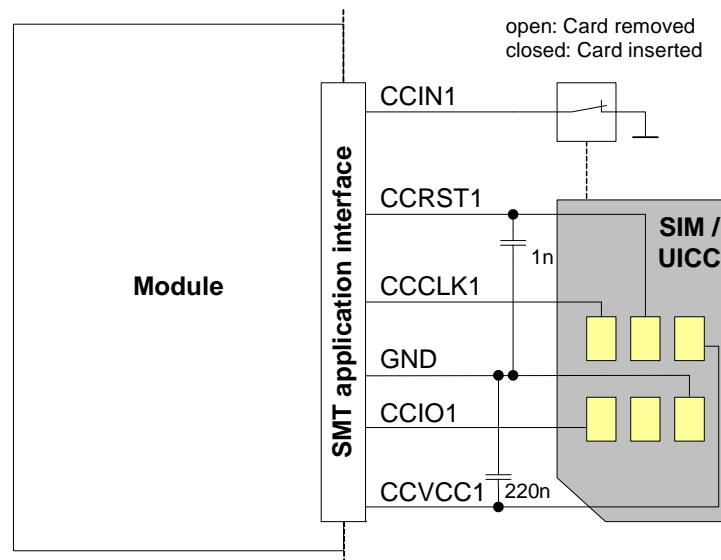 open: Card removed
closed: Card inserted
CCIN1
CCRST1
SIM /
UICC
1n
Module
SMT application interface
CCCLK1
GND
CCIO1
CCVCC1
220n